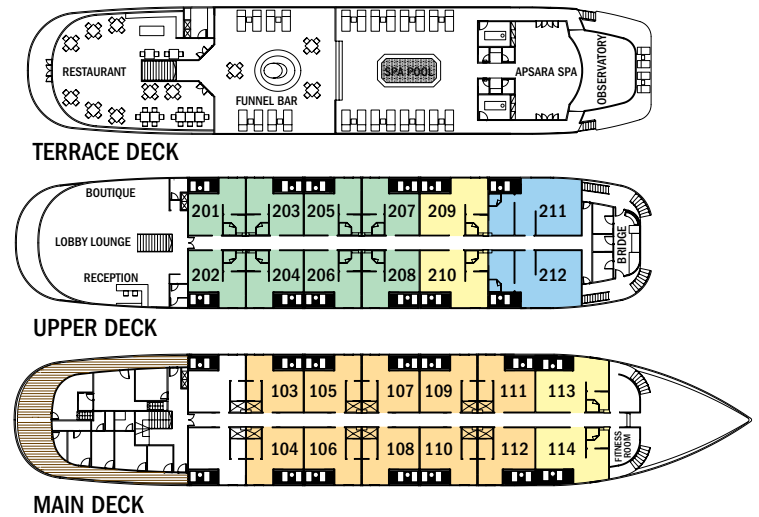 RESTAURANT
FUNNEL BAR
SPA POOL
APSARA SPA
OBSERVATORY
TERRACE DECK
BOUTIQUE
LOBBY LOUNGE
RECEPTION
201 203 205 207 209 211
202 204 206 208 210 212
BRIDGE
UPPER DECK
103 105 107 109 111 113
104 106 108 110 112 114
FITNESS
ROOM
MAIN DECK